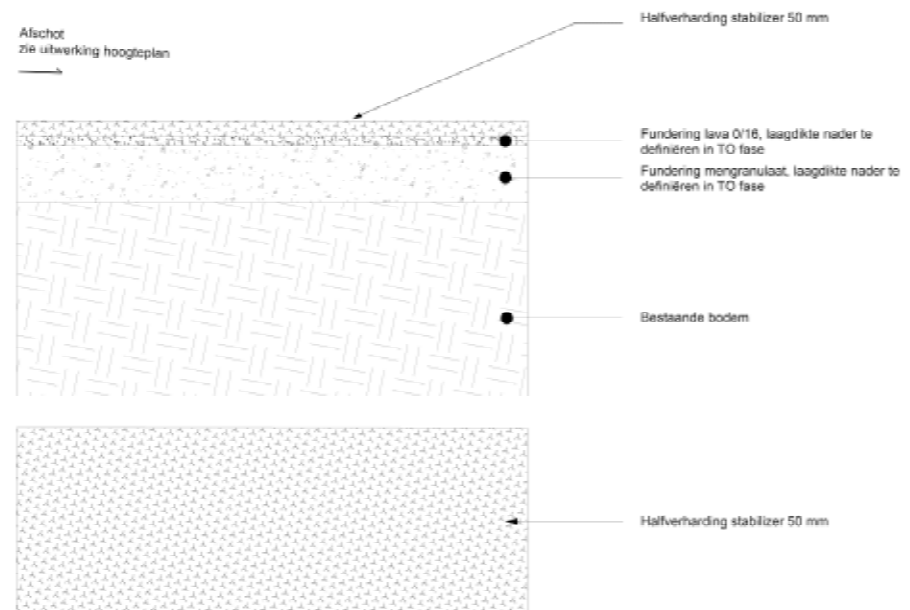 Halfverharding stabilizer 50 mm
Afschot
zie uitwerking hoogteplan
Fundering lava 0/16, laagdikte nader te
definiëren in TO fase
Fundering mengranulaat, laagdikte nader te
definiëren in TO fase
Bestaande bodem
Halfverharding stabilizer 50 mm